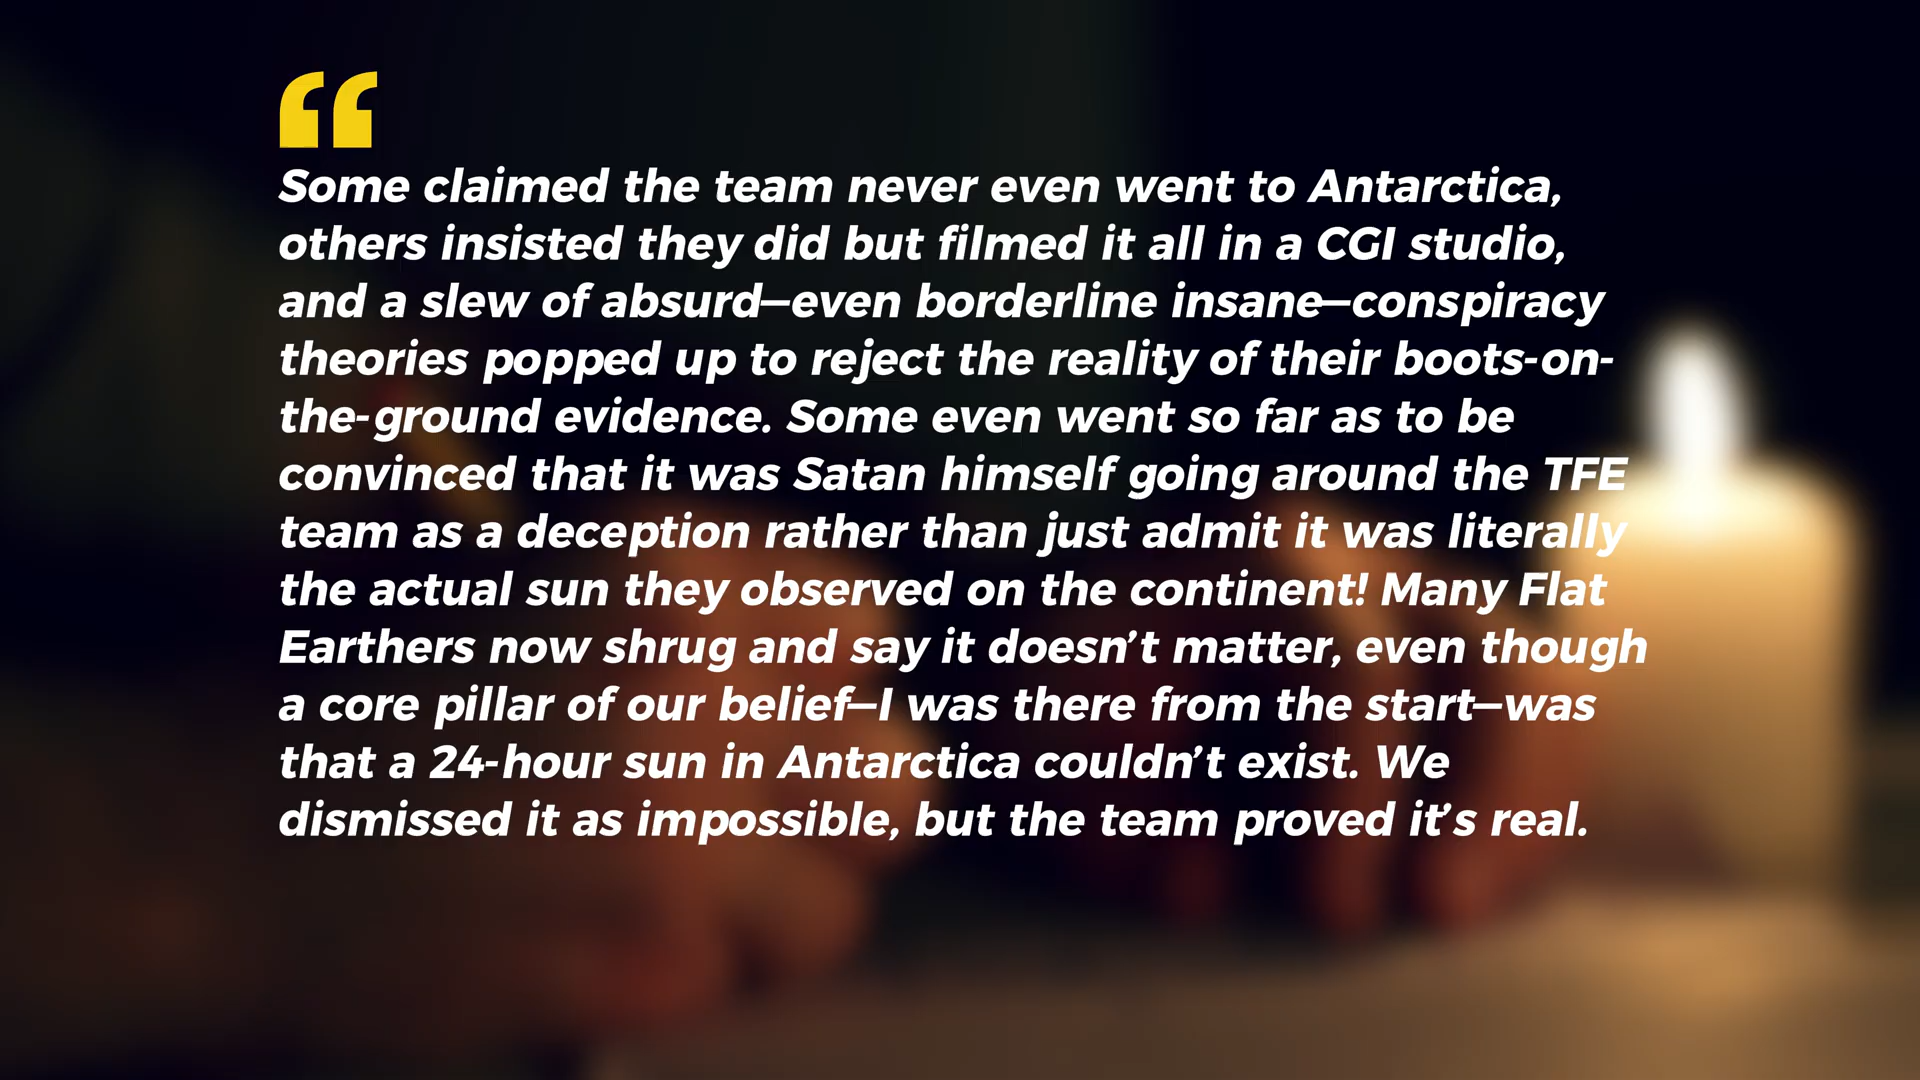 “
Some claimed the team never even went to Antarctica,
others insisted they did but filmed it all in a CGI studio,
and a slew of absurd—even borderline insane—conspiracy
theories popped up to reject the reality of their boots-on-
the-ground evidence. Some even went so far as to be
convinced that it was Satan himself going around the TFE
team as a deception rather than just admit it was literally
the actual sun they observed on the continent! Many Flat
Earthers now shrug and say it doesn’t matter, even though
a core pillar of our belief—I was there from the start—was
that a 24-hour sun in Antarctica couldn’t exist. We
dismissed it as impossible, but the team proved it’s real.